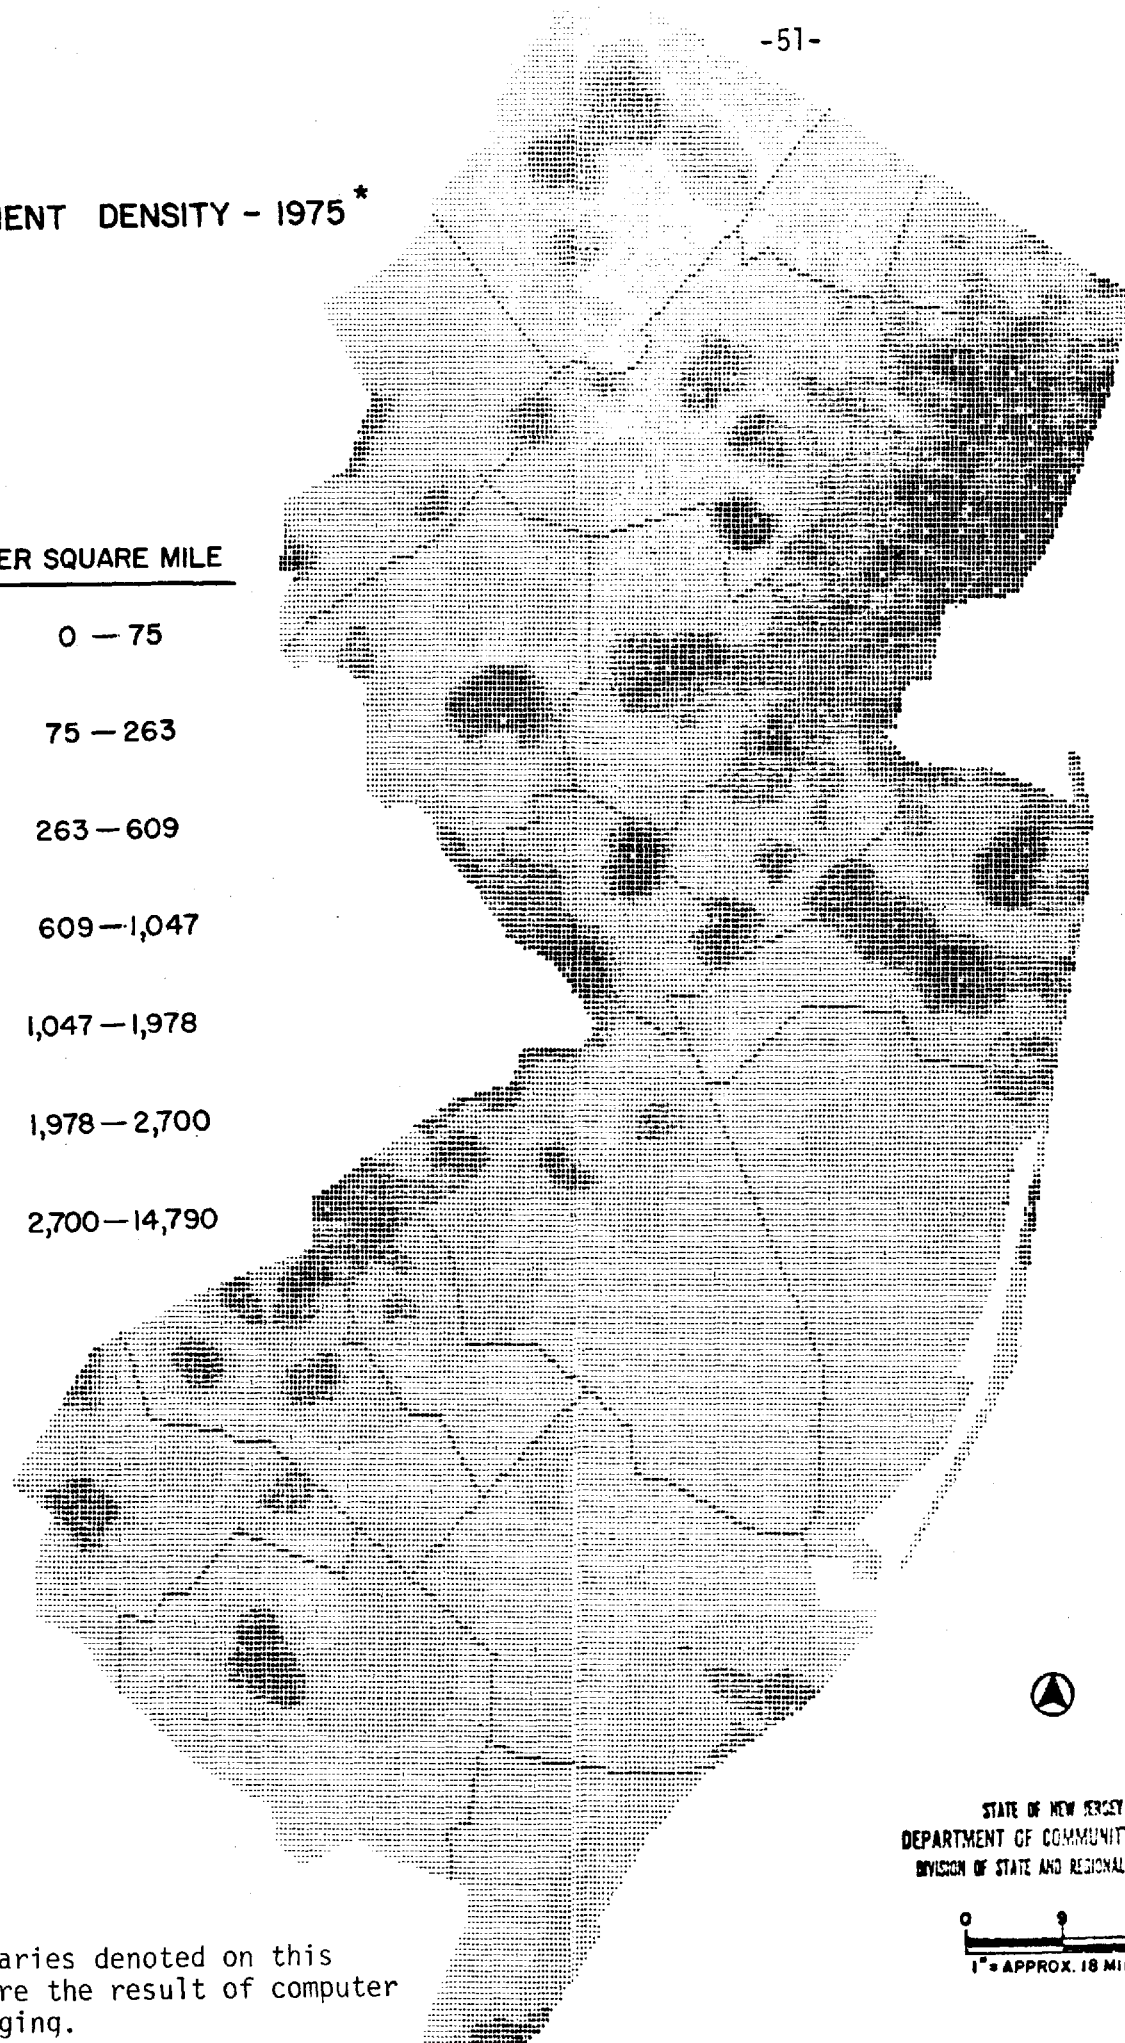 -51-
MENT DENSITY - 1975*
ER SQUARE MILE
0 — 75
75 — 263
263 — 609
609 — 1,047
1,047 — 1,978
1,978 — 2,700
2,700 — 14,790
STATE OF NEW JERSEY
DEPARTMENT OF COMMUNIT
DIVISION OF STATE AND REGIONAL
0 9
1" = APPROX. 18 MI
aries denoted on this
re the result of computer
ging.